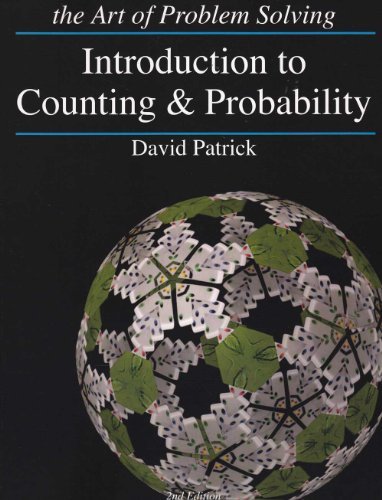 the Art of Problem Solving
Introduction to
Counting & Probability
David Patrick
2nd Edition